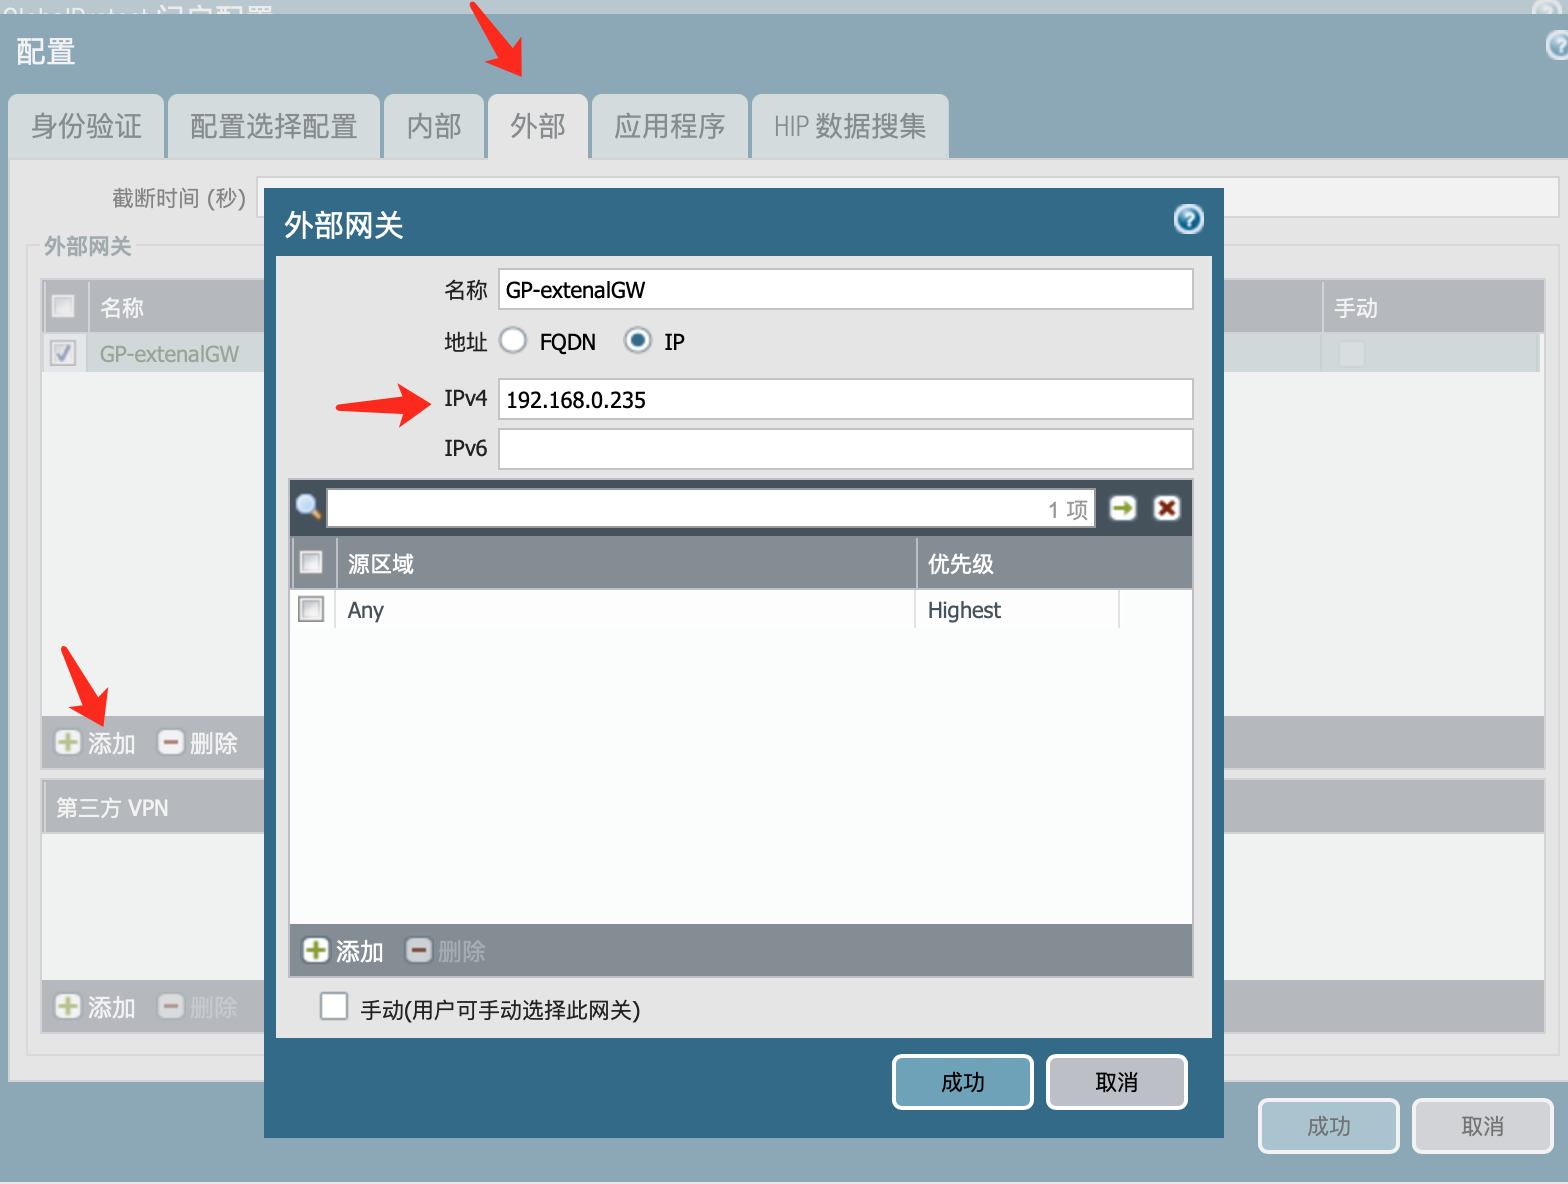 GlobalProtect 门户配置
配置
身份验证
配置选择配置
内部
外部
应用程序
HIP 数据搜集
截断时间 (秒)
外部网关
名称
手动
GP-extenalGW
添加
删除
第三方 VPN
添加
删除
外部网关
名称
GP-extenalGW
地址
FQDN
IP
IPv4
192.168.0.235
IPv6
1 项
源区域
优先级
Any
Highest
添加
删除
手动(用户可手动选择此网关)
成功
取消
成功
取消